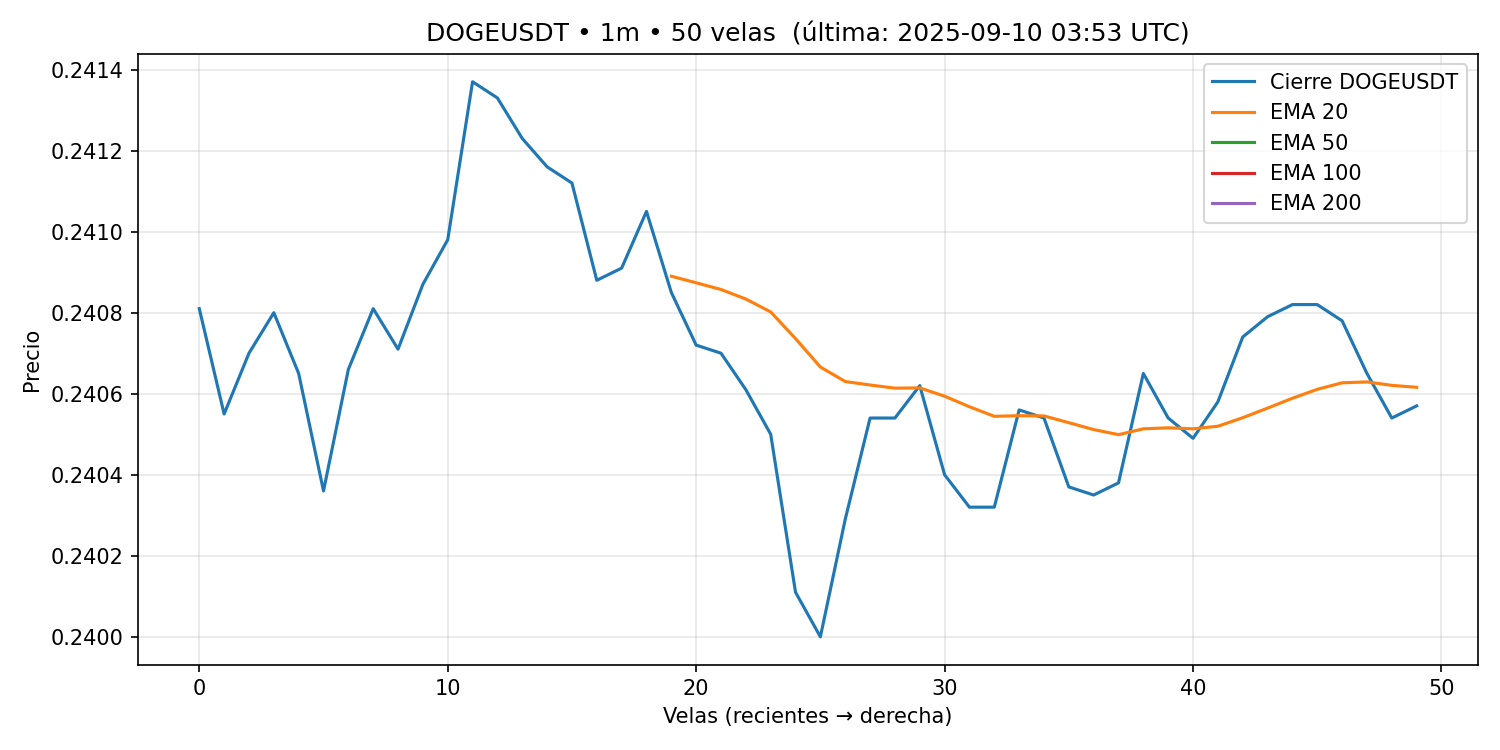 DOGEUSDT • 1m • 50 velas  (última: 2025-09-10 03:53 UTC)
Cierre DOGEUSDT
EMA 20
EMA 50
EMA 100
EMA 200
Precio
0.2414
0.2412
0.2410
0.2408
0.2406
0.2404
0.2402
0.2400
0 10 20 30 40 50
Velas (recientes → derecha)